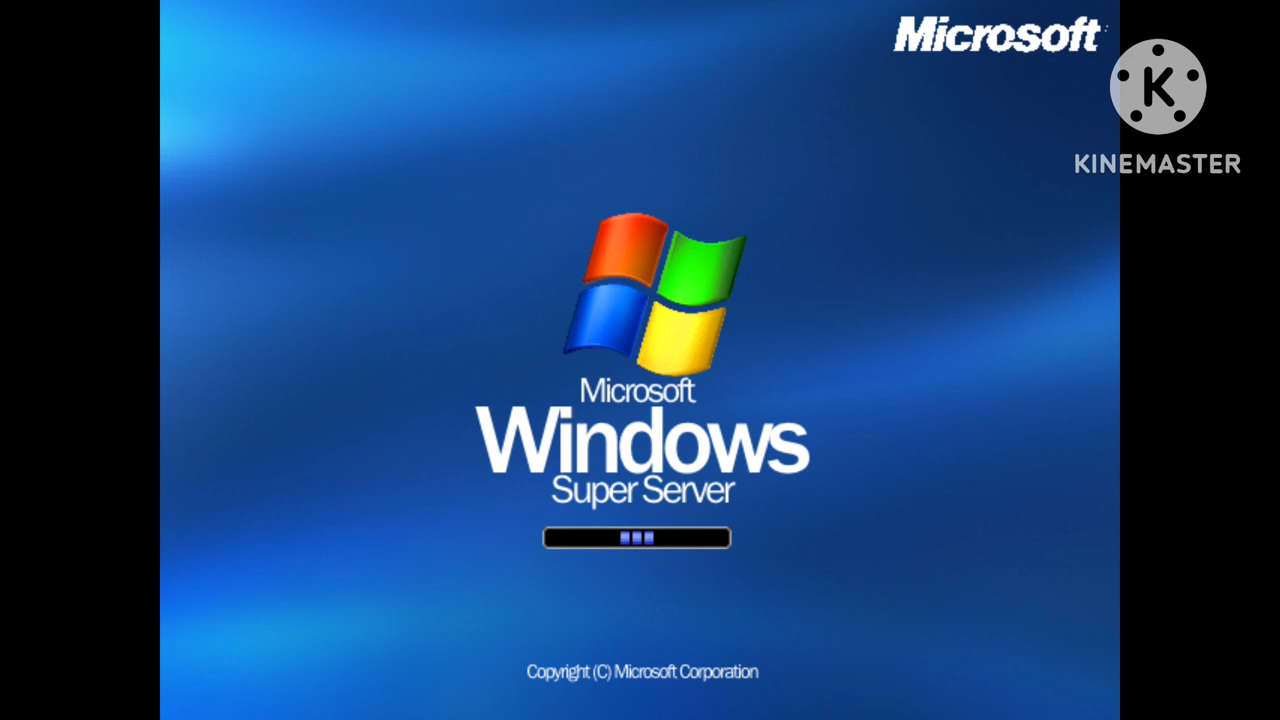 Microsoft
K
KINEMASTER
Microsoft
Windows
Super Server
Copyright (C) Microsoft Corporation